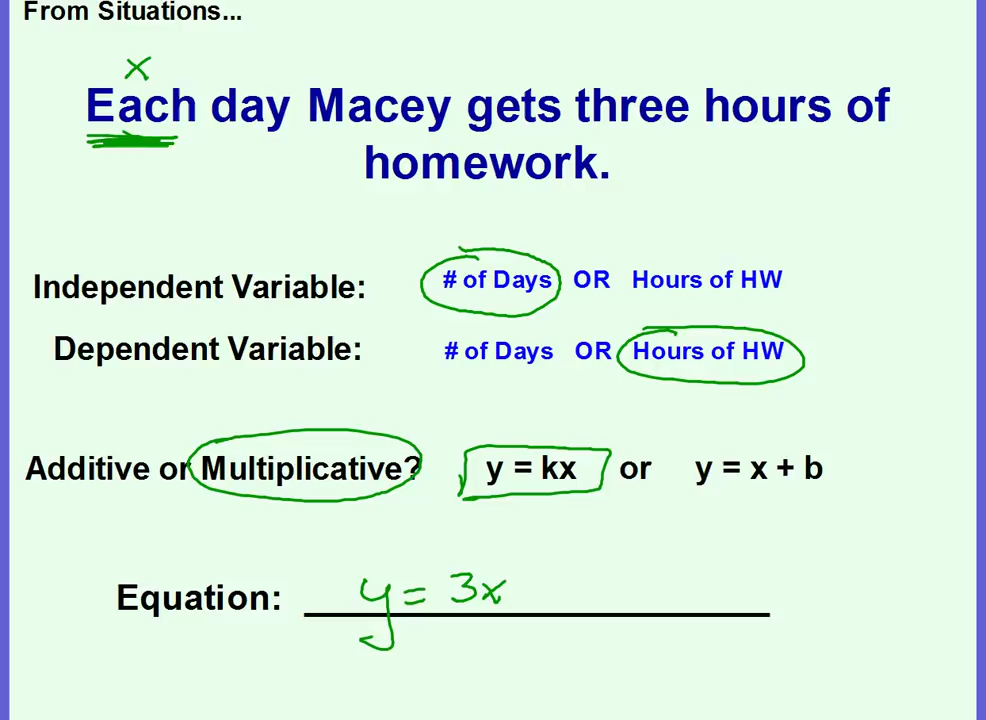 From Situations...
x
Each day Macey gets three hours of
homework.
Independent Variable: # of Days OR Hours of HW
Dependent Variable: # of Days OR Hours of HW
Additive or Multiplicative? y = kx or y = x + b
Equation: y = 3x